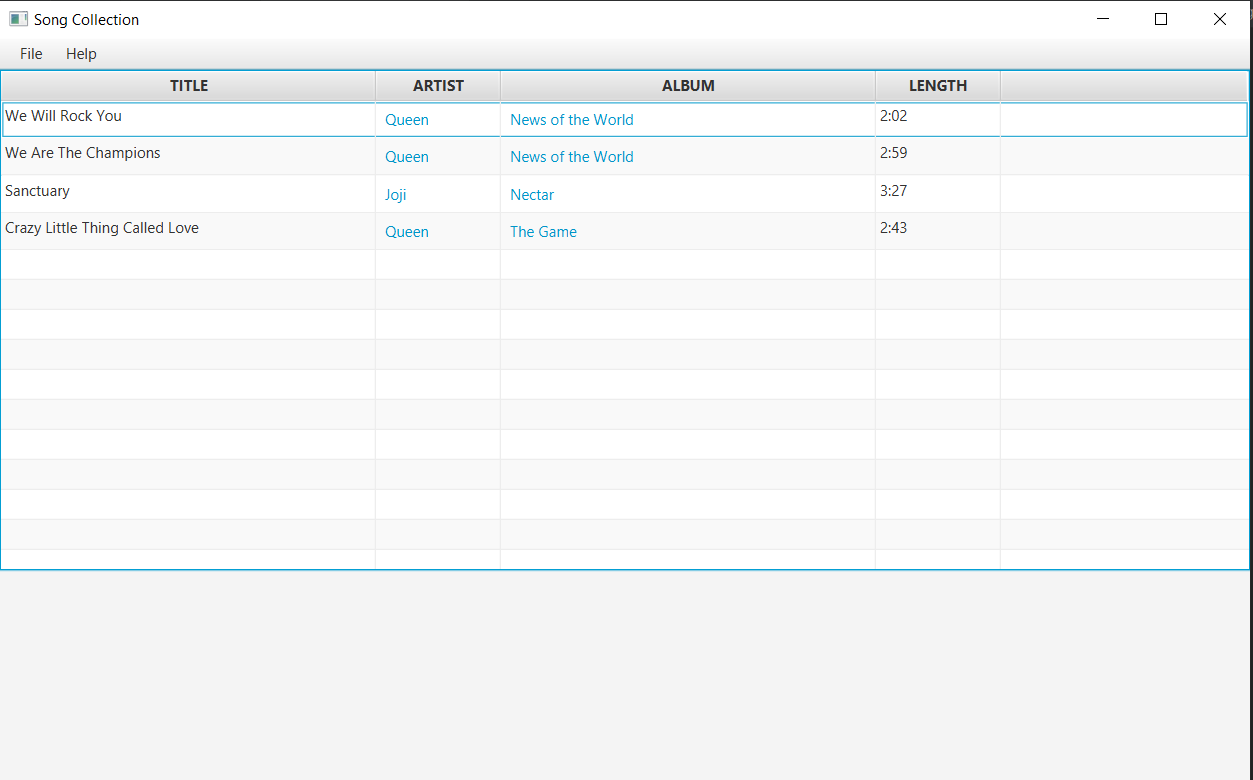 Song Collection
File Help
TITLE ARTIST ALBUM LENGTH
We Will Rock You Queen News of the World 2:02
We Are The Champions Queen News of the World 2:59
Sanctuary Joji Nectar 3:27
Crazy Little Thing Called Love Queen The Game 2:43